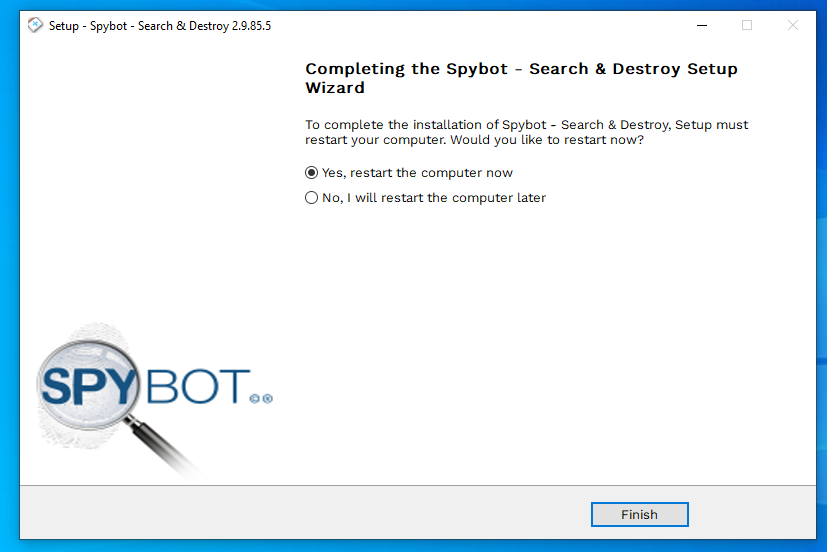 Setup - Spybot - Search & Destroy 2.9.85.5
Completing the Spybot - Search & Destroy Setup
Wizard
To complete the installation of Spybot - Search & Destroy, Setup must
restart your computer. Would you like to restart now?
Yes, restart the computer now
No, I will restart the computer later
SPYBOT ©®
Finish